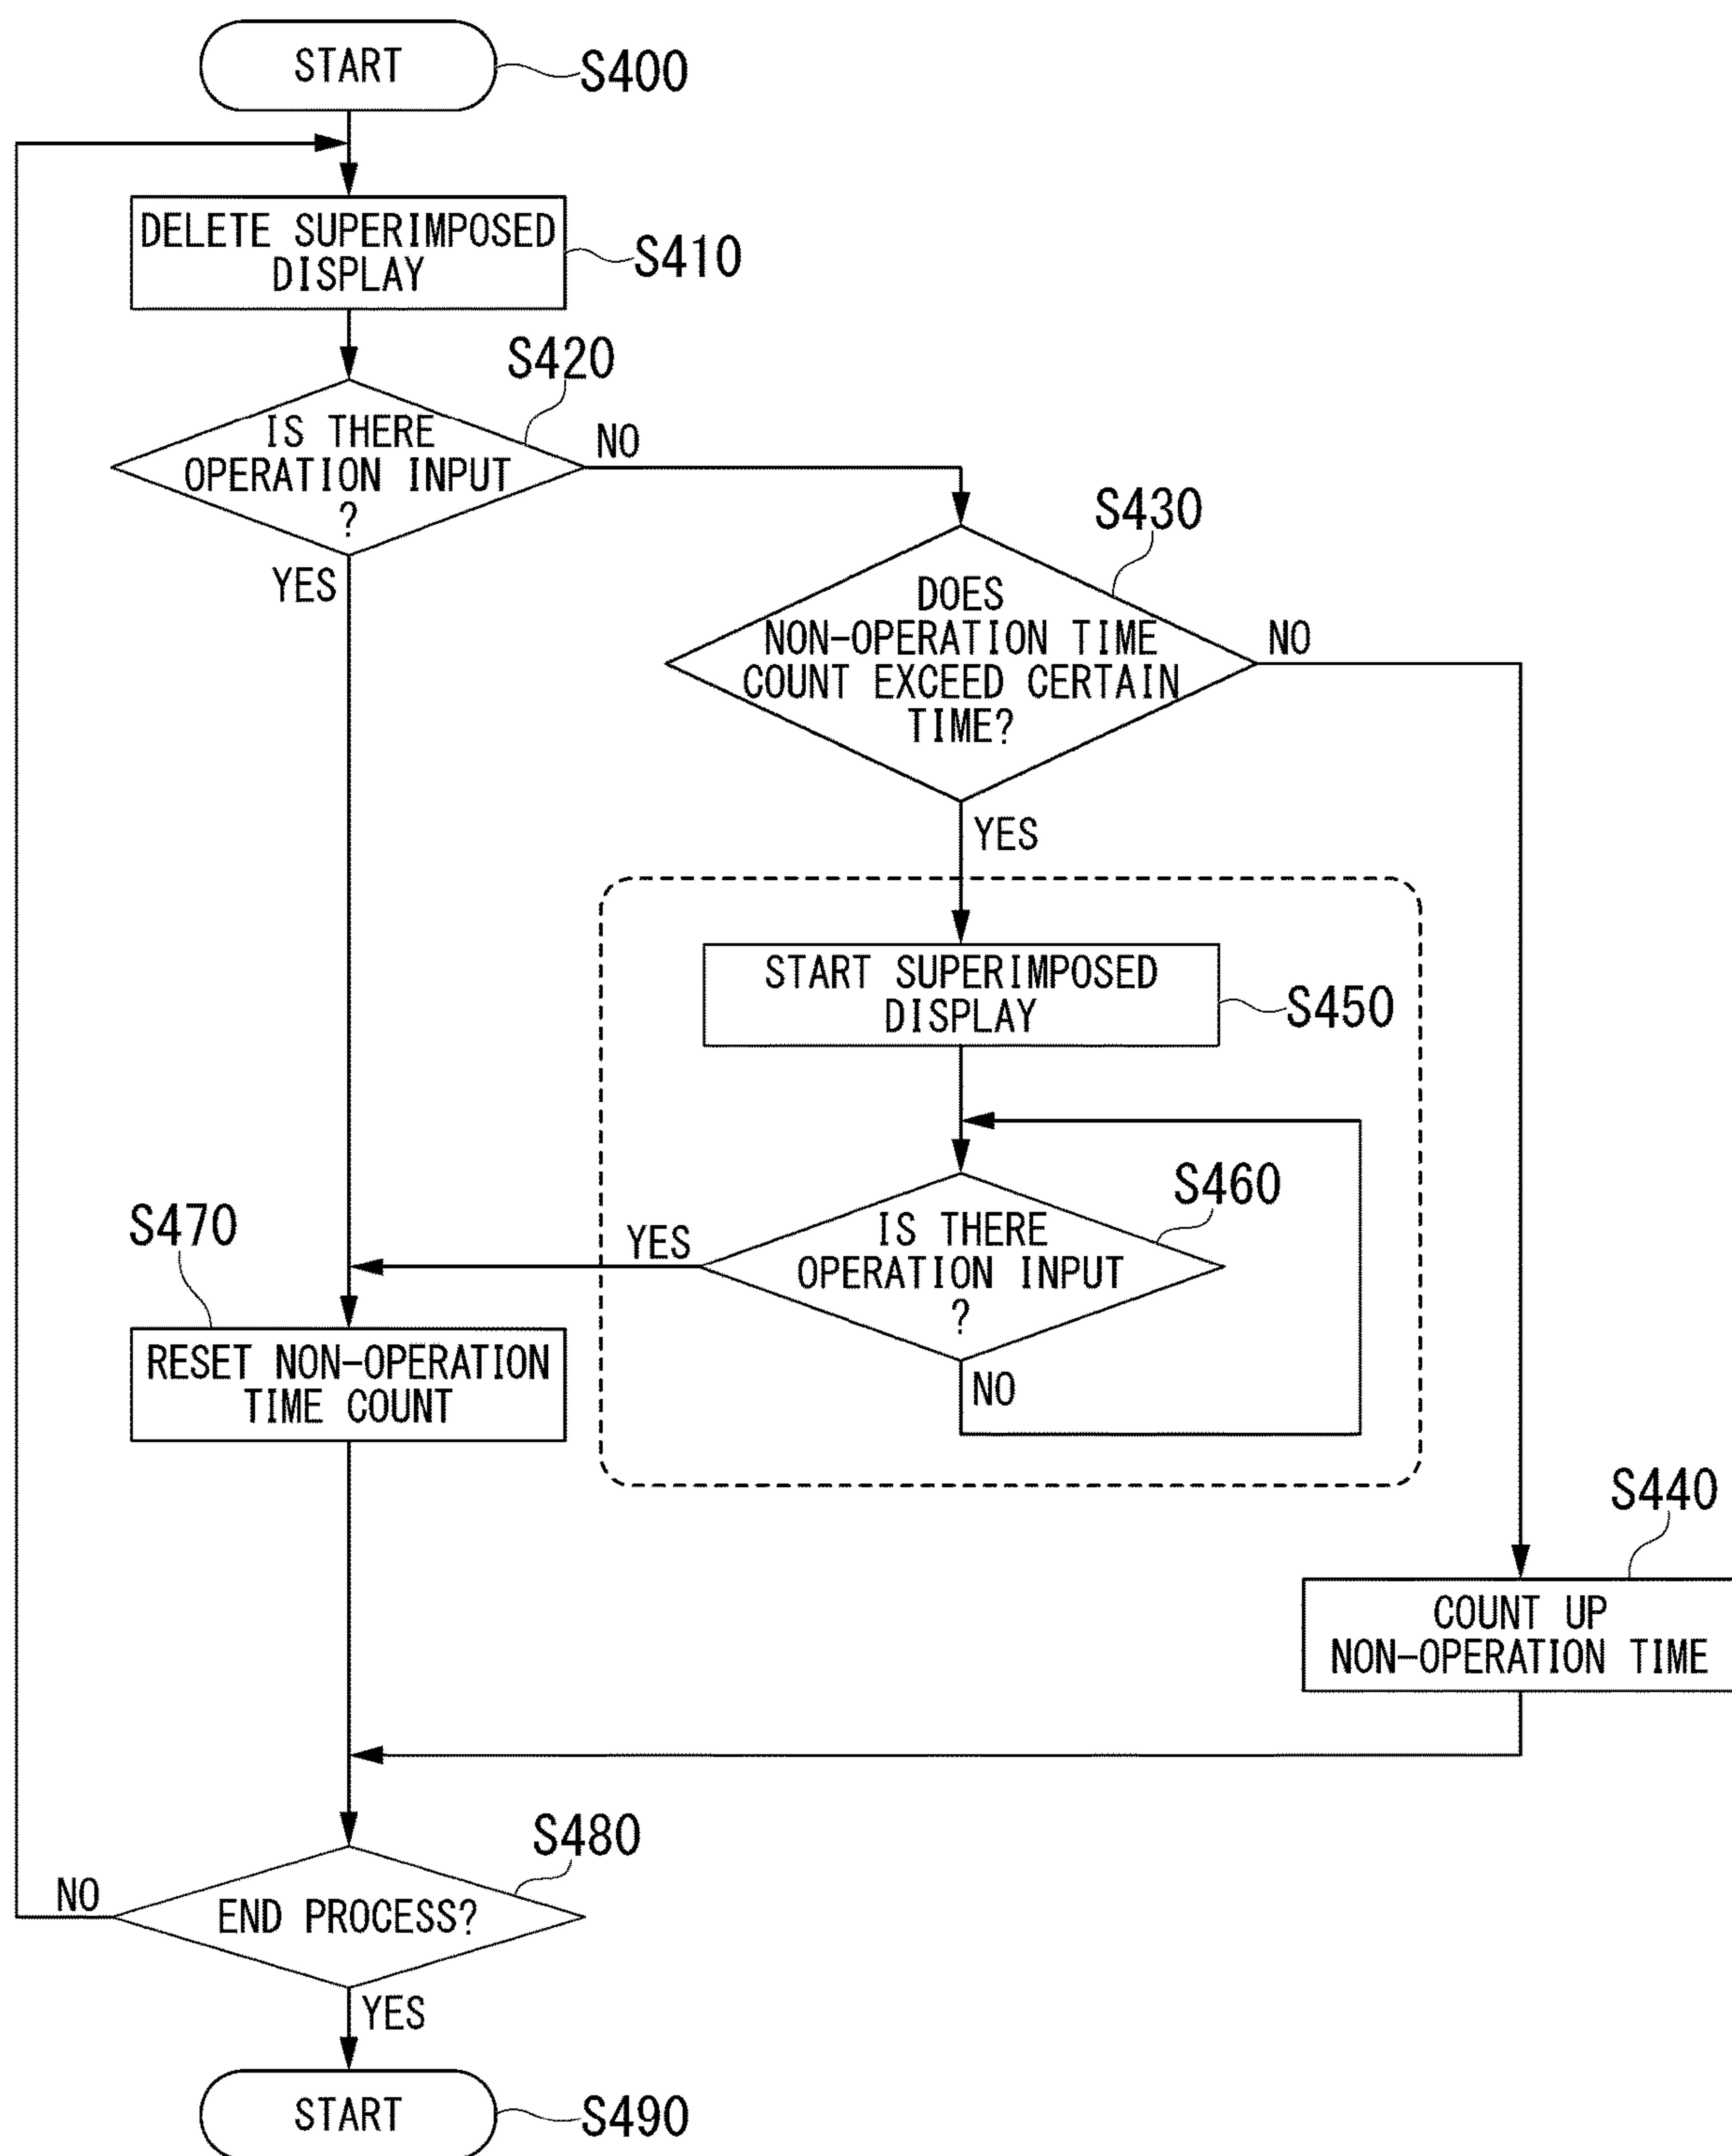 START
S400
DELETE SUPERIMPOSED
DISPLAY
S410
S420
IS THERE
OPERATION INPUT
?
NO
YES
S430
DOES
NON-OPERATION TIME
COUNT EXCEED CERTAIN
TIME?
NO
YES
START SUPERIMPOSED
DISPLAY
S450
S460
IS THERE
OPERATION INPUT
?
YES
NO
S470
RESET NON-OPERATION
TIME COUNT
S440
COUNT UP
NON-OPERATION TIME
S480
END PROCESS?
NO
YES
START
S490